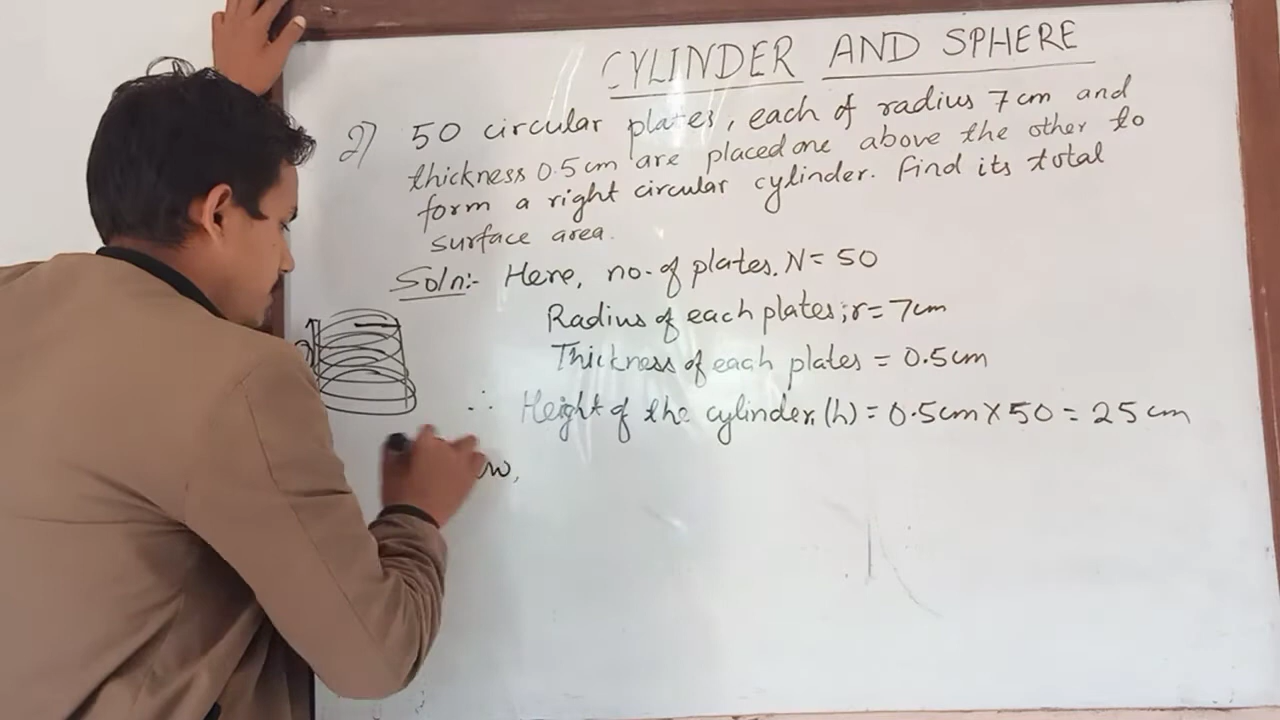 CYLINDER AND SPHERE
2) 50 circular plates, each of radius 7 cm and
thickness 0.5 cm are placed one above the other to
form a right circular cylinder. Find its total
surface area.
Soln:- Here, no. of plates, N = 50
Radius of each plates; r = 7cm
Thickness of each plates = 0.5cm
∴ Height of the cylinder, (h) = 0.5cm × 50 = 25 cm